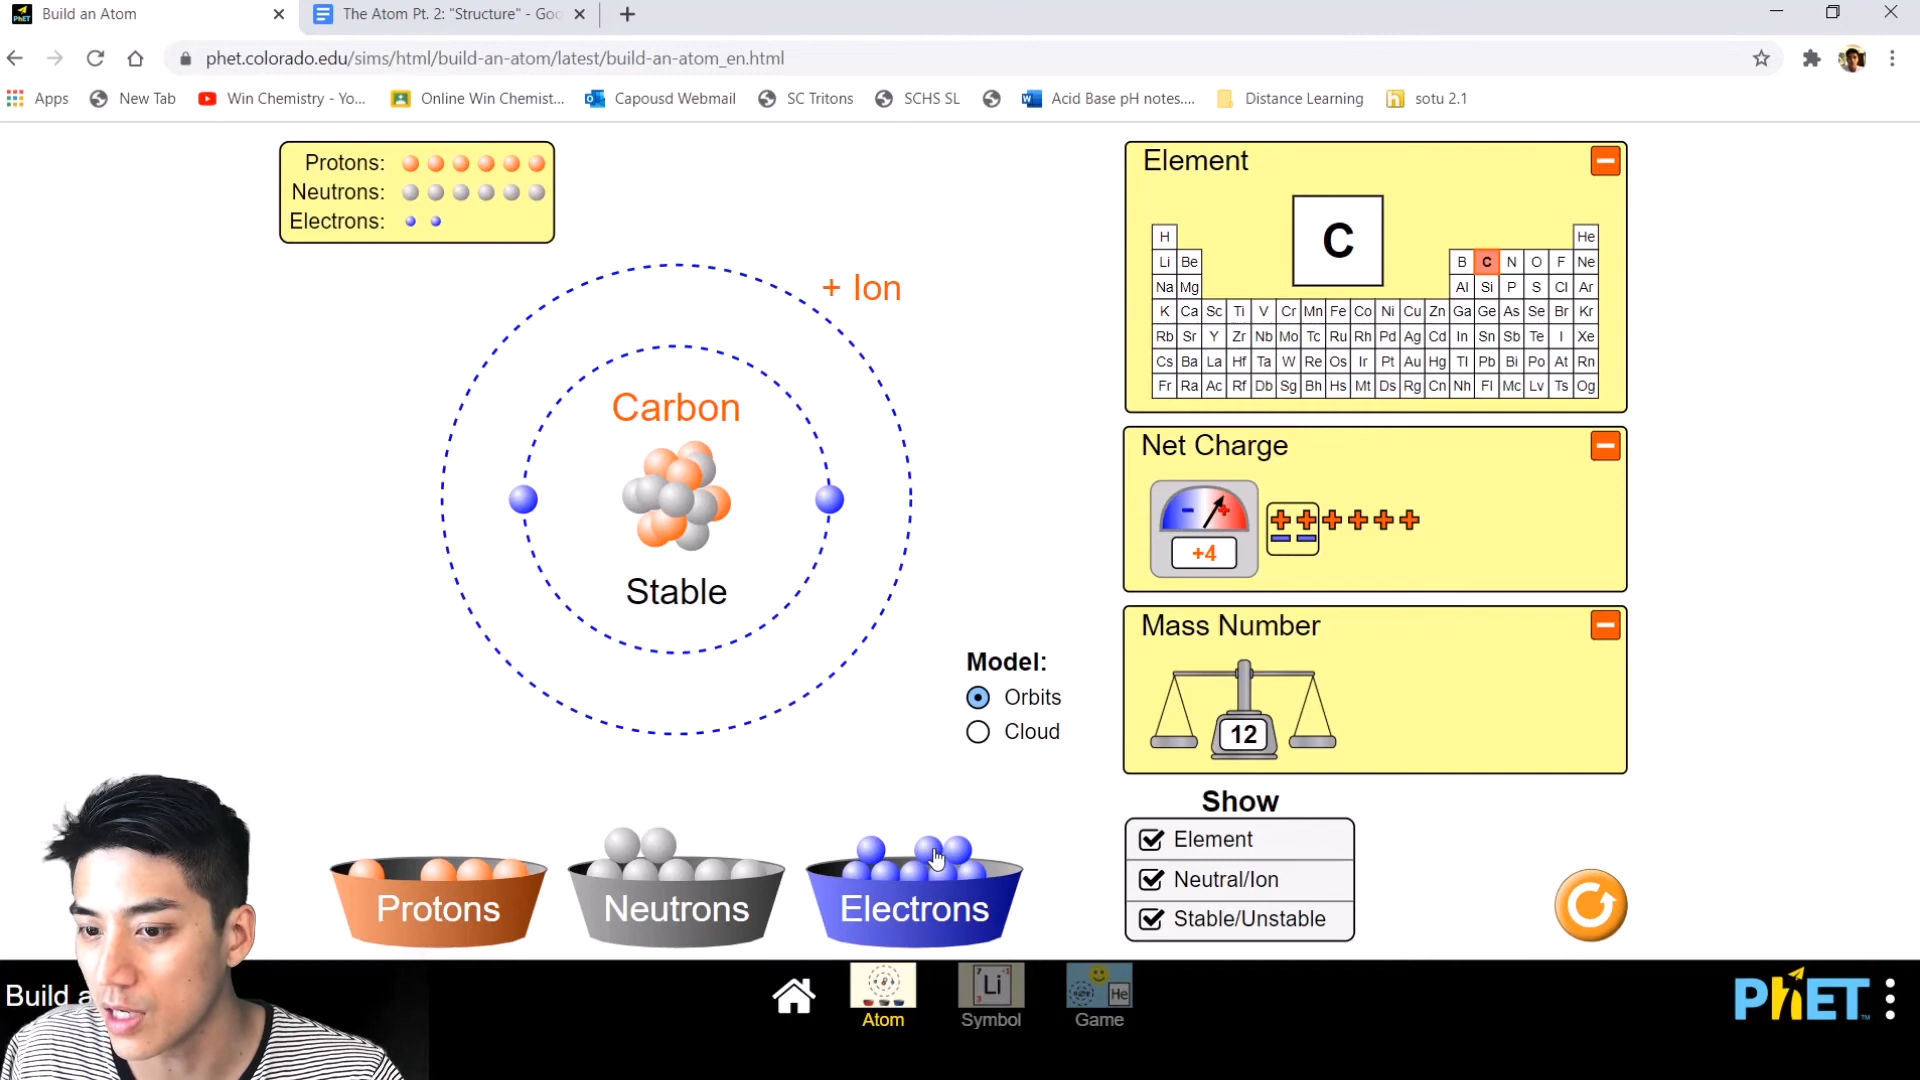 Build an Atom
The Atom Pt. 2: "Structure" - Goo
phet.colorado.edu/sims/html/build-an-atom/latest/build-an-atom_en.html
Apps New Tab Win Chemistry - Yo... Online Win Chemist... Capousd Webmail SC Tritons SCHS SL Acid Base pH notes.... Distance Learning sotu 2.1
Protons:
Neutrons:
Electrons:
+ Ion
Carbon
Stable
Model:
Orbits
Cloud
Protons
Neutrons
Electrons
Element
C
H He
Li Be B C N O F Ne
Na Mg Al Si P S Cl Ar
K Ca Sc Ti V Cr Mn Fe Co Ni Cu Zn Ga Ge As Se Br Kr
Rb Sr Y Zr Nb Mo Tc Ru Rh Pd Ag Cd In Sn Sb Te I Xe
Cs Ba La Hf Ta W Re Os Ir Pt Au Hg Tl Pb Bi Po At Rn
Fr Ra Ac Rf Db Sg Bh Hs Mt Ds Rg Cn Nh Fl Mc Lv Ts Og
Net Charge
- +
+4
Mass Number
12
Show
Element
Neutral/Ion
Stable/Unstable
Build a
Li
He
Atom
Symbol
Game
PhET